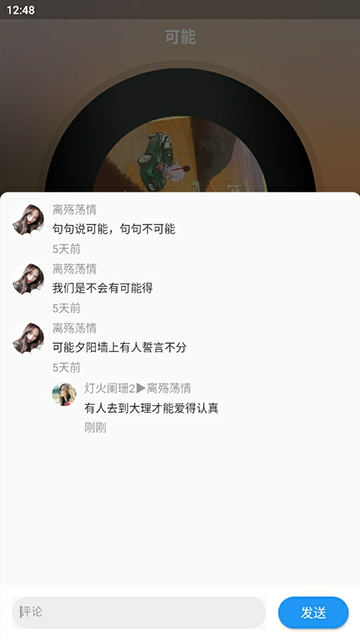 12:48
可能
离殇荡情
句句说可能，句句不可能
5天前
离殇荡情
我们是不会有可能得
5天前
离殇荡情
可能夕阳墙上有人誓言不分
5天前
灯火阑珊2▶离殇荡情
有人去到大理才能爱得认真
刚刚
评论
发送